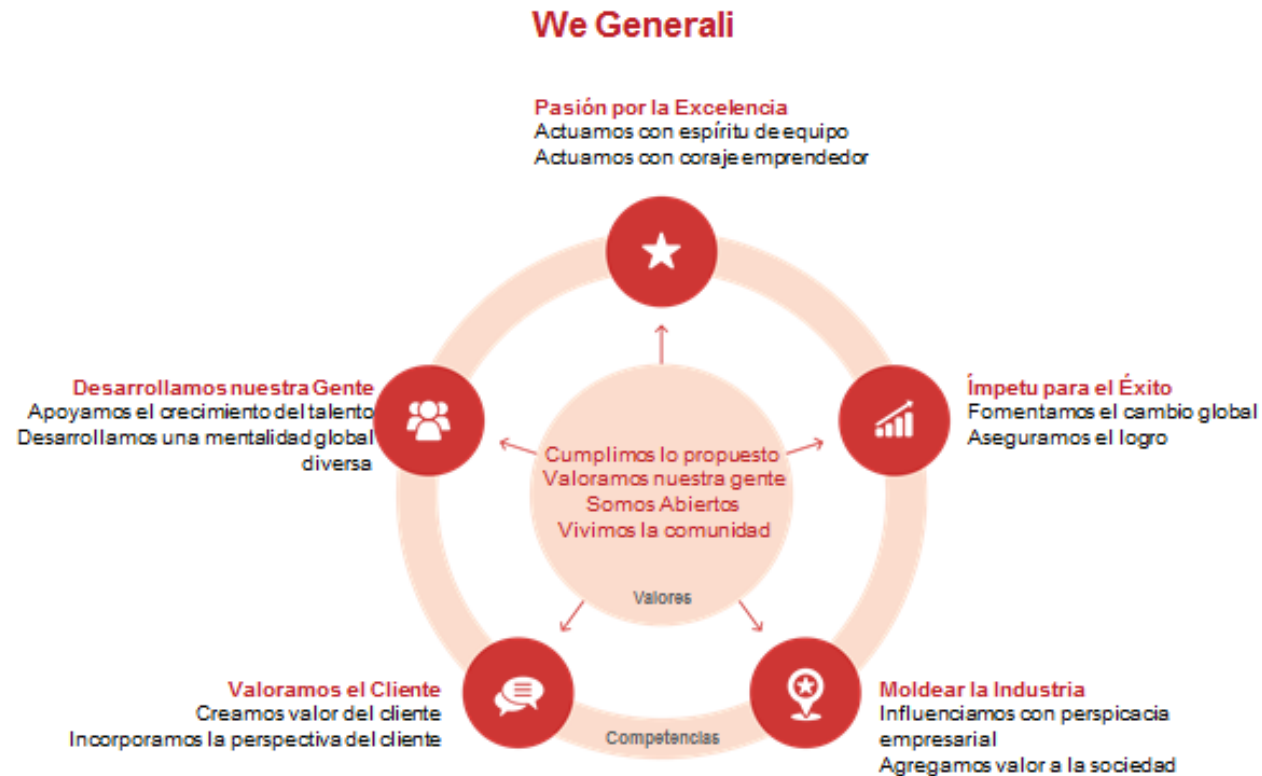 We Generali
Pasión por la Excelencia
Actuamos con espíritu de equipo
Actuamos con coraje emprendedor
Desarrollamos nuestra Gente
Apoyamos el crecimiento del talento
Desarrollamos una mentalidad global
diversa
Ímpetu para el Éxito
Fomentamos el cambio global
Aseguramos el logro
Cumplimos lo propuesto
Valoramos nuestra gente
Somos Abiertos
Vivimos la comunidad
Valores
Valoramos el Cliente
Creamos valor del cliente
Incorporamos la perspectiva del cliente
Competencias
Moldear la Industria
Influenciamos con perspicacia
empresarial
Agregamos valor a la sociedad